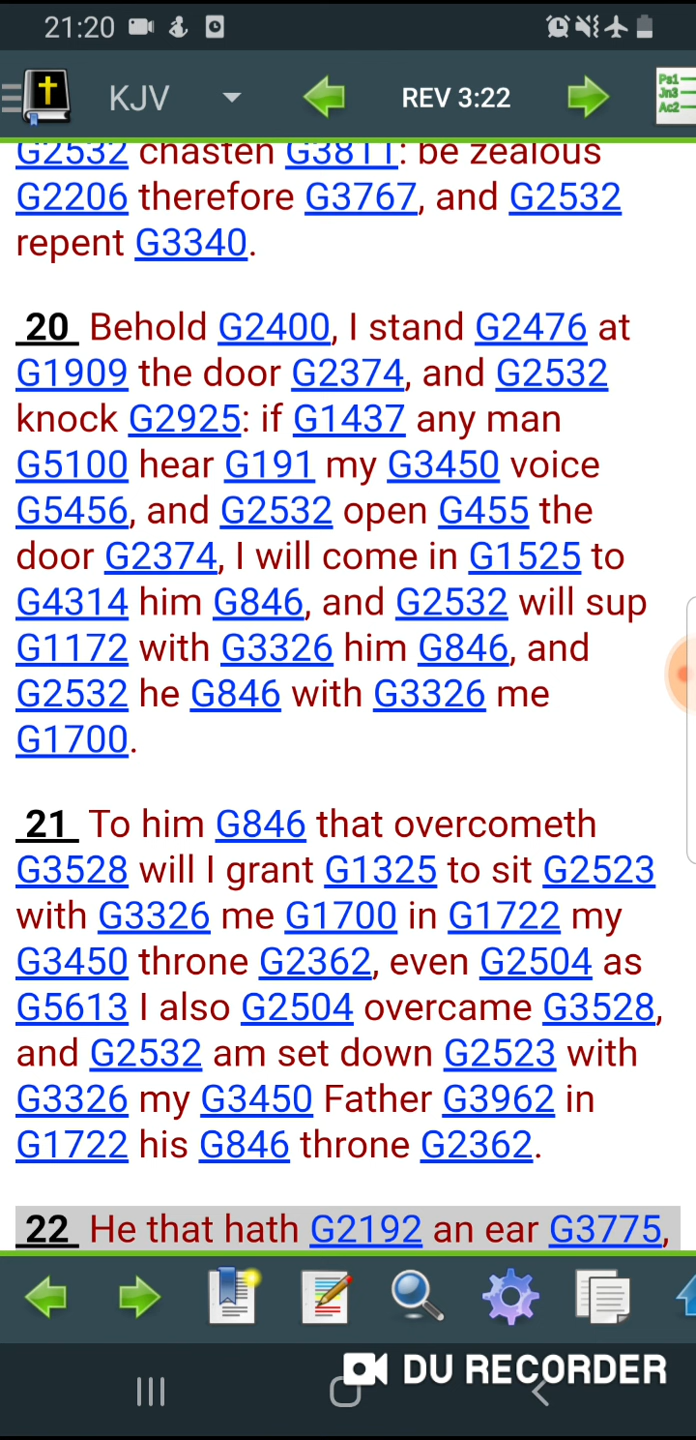 21:20
KJV
REV 3:22
Ps1
Jn3
Ac2
G2532 chasten G3811: be zealous
G2206 therefore G3767, and G2532
repent G3340.
20 Behold G2400, I stand G2476 at
G1909 the door G2374, and G2532
knock G2925: if G1437 any man
G5100 hear G191 my G3450 voice
G5456, and G2532 open G455 the
door G2374, I will come in G1525 to
G4314 him G846, and G2532 will sup
G1172 with G3326 him G846, and
G2532 he G846 with G3326 me
G1700.
21 To him G846 that overcometh
G3528 will I grant G1325 to sit G2523
with G3326 me G1700 in G1722 my
G3450 throne G2362, even G2504 as
G5613 I also G2504 overcame G3528,
and G2532 am set down G2523 with
G3326 my G3450 Father G3962 in
G1722 his G846 throne G2362.
22 He that hath G2192 an ear G3775,
DU RECORDER